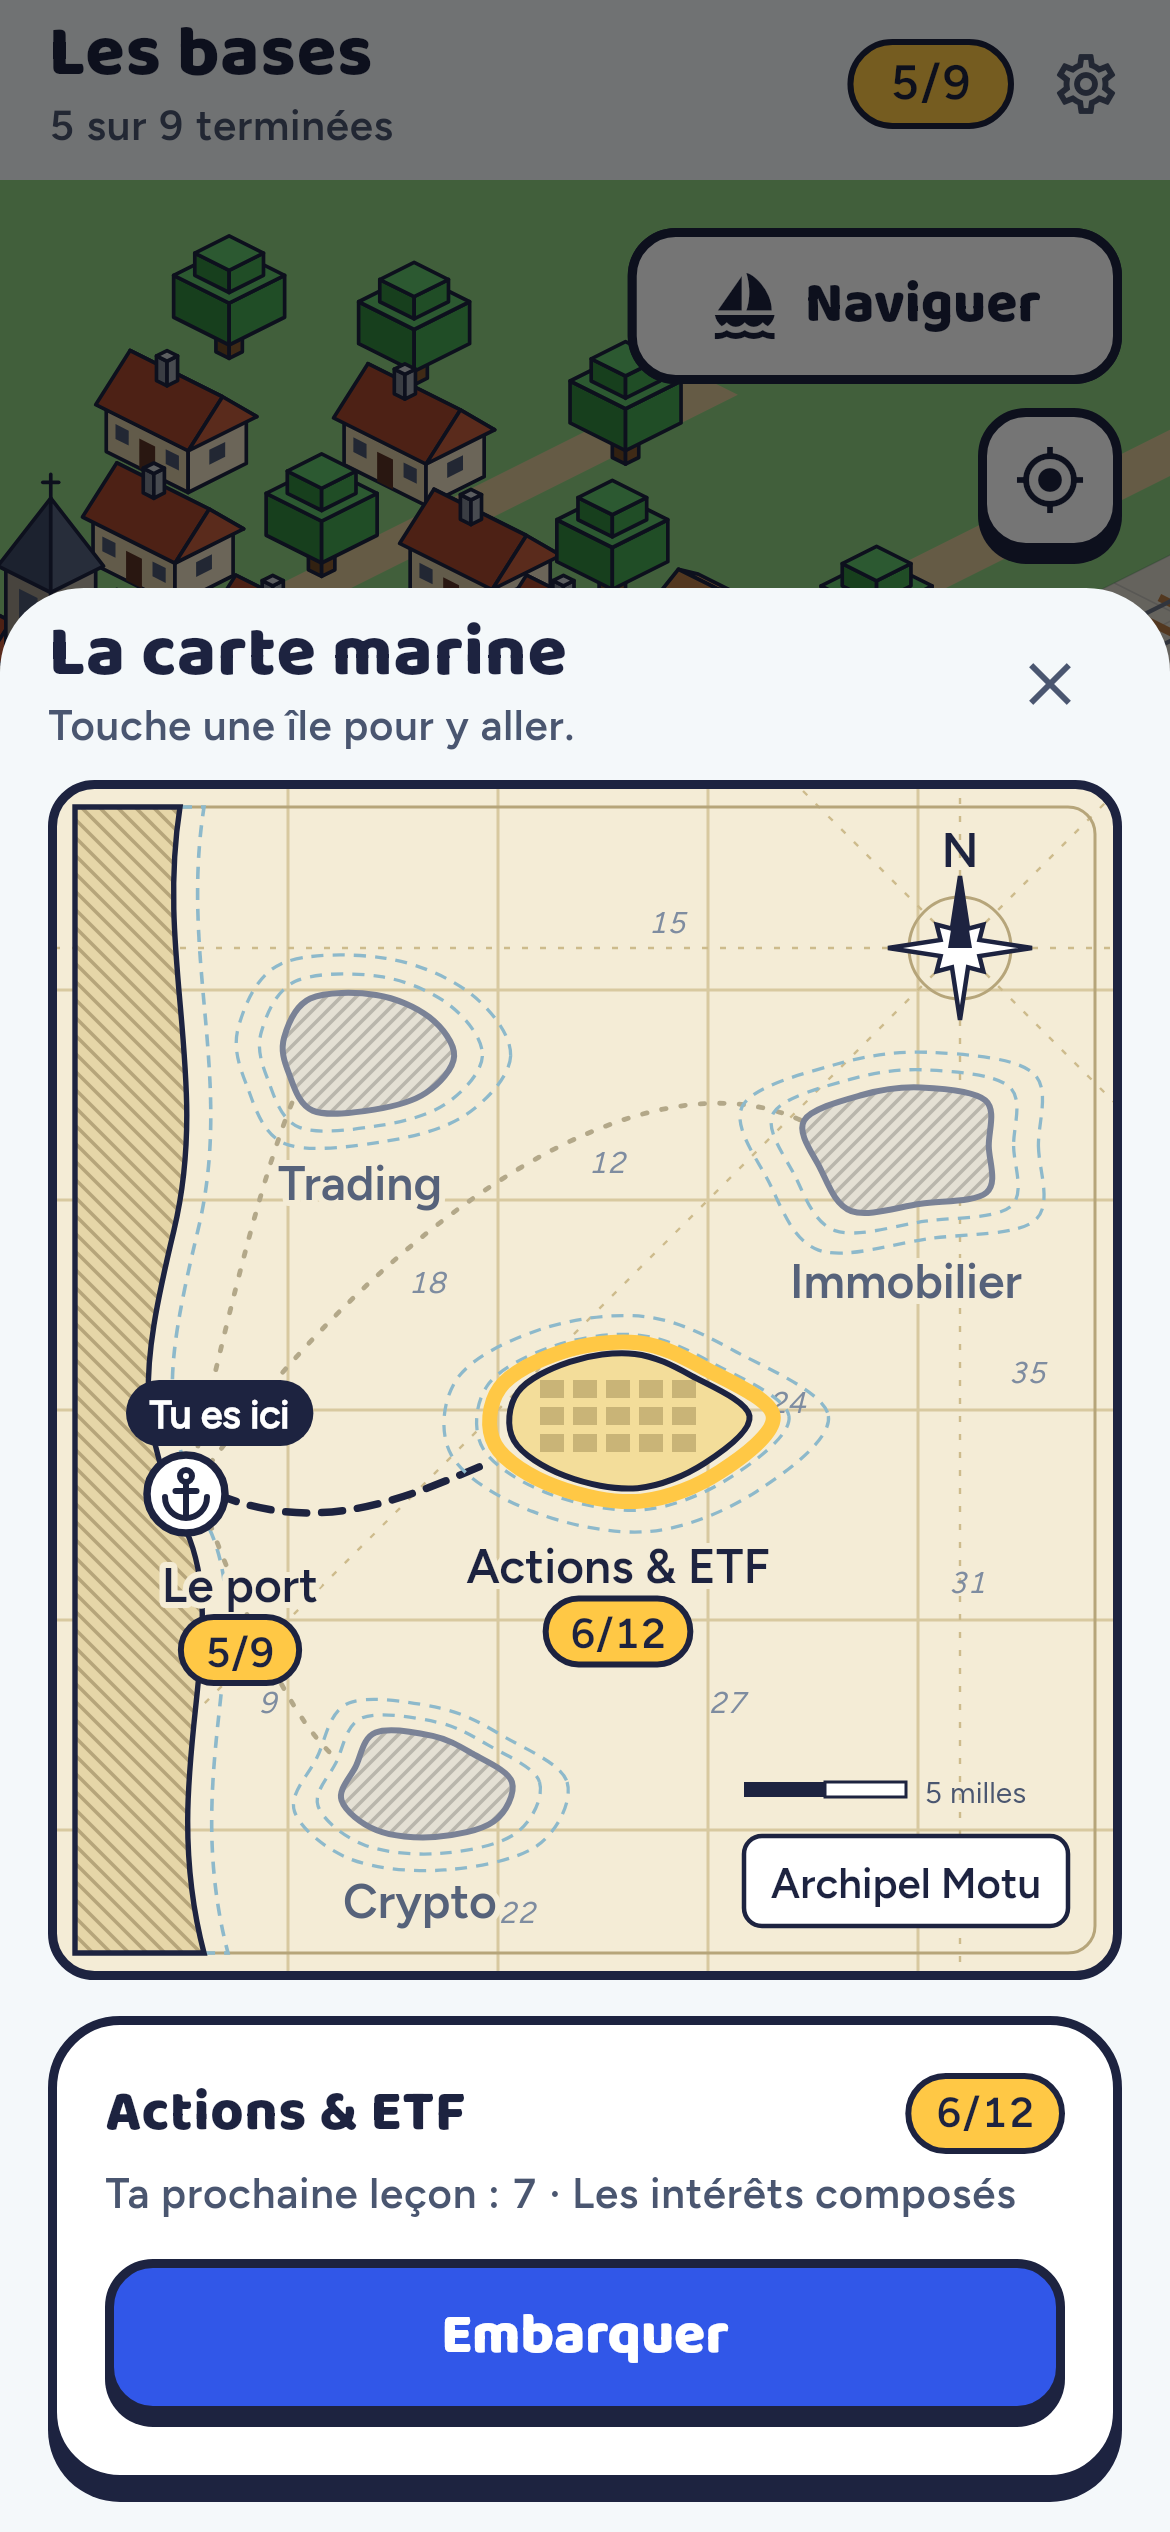 Les bases
5 sur 9 terminées
5/9
Naviguer
La carte marine
Touche une île pour y aller.
N
15
Trading
12
18
Immobilier
35
24
Tu es ici
Le port
5/9
Actions & ETF
6/12
31
9
27
5 milles
Archipel Motu
Crypto
22
Actions & ETF
6/12
Ta prochaine leçon : 7 · Les intérêts composés
Embarquer